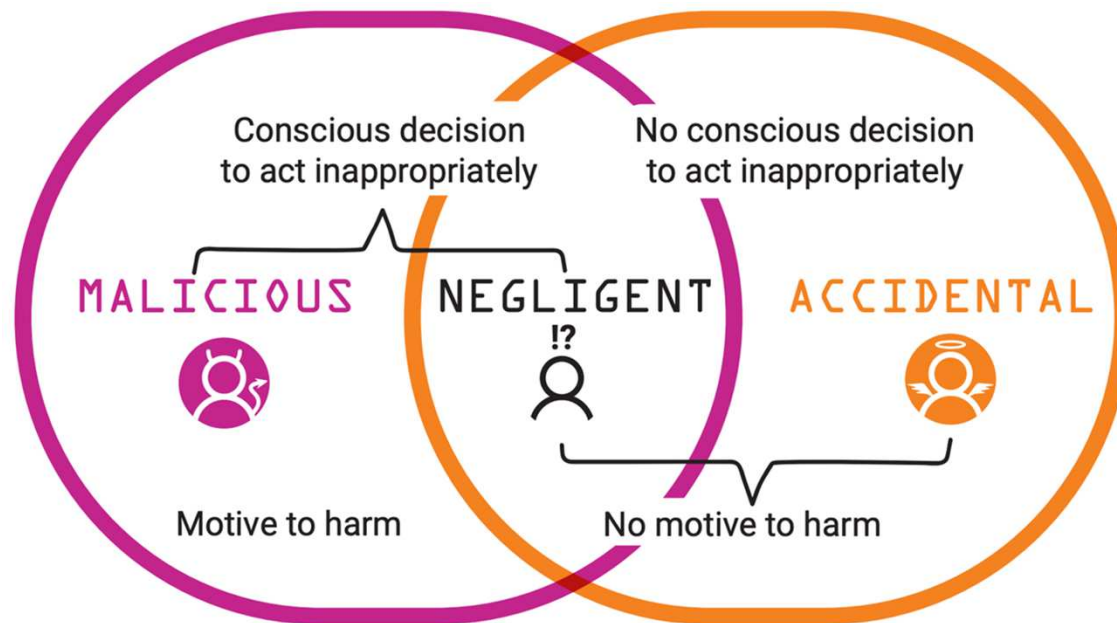 Conscious decision
to act inappropriately
No conscious decision
to act inappropriately
MALICIOUS
NEGLIGENT
ACCIDENTAL
!?
Motive to harm
No motive to harm